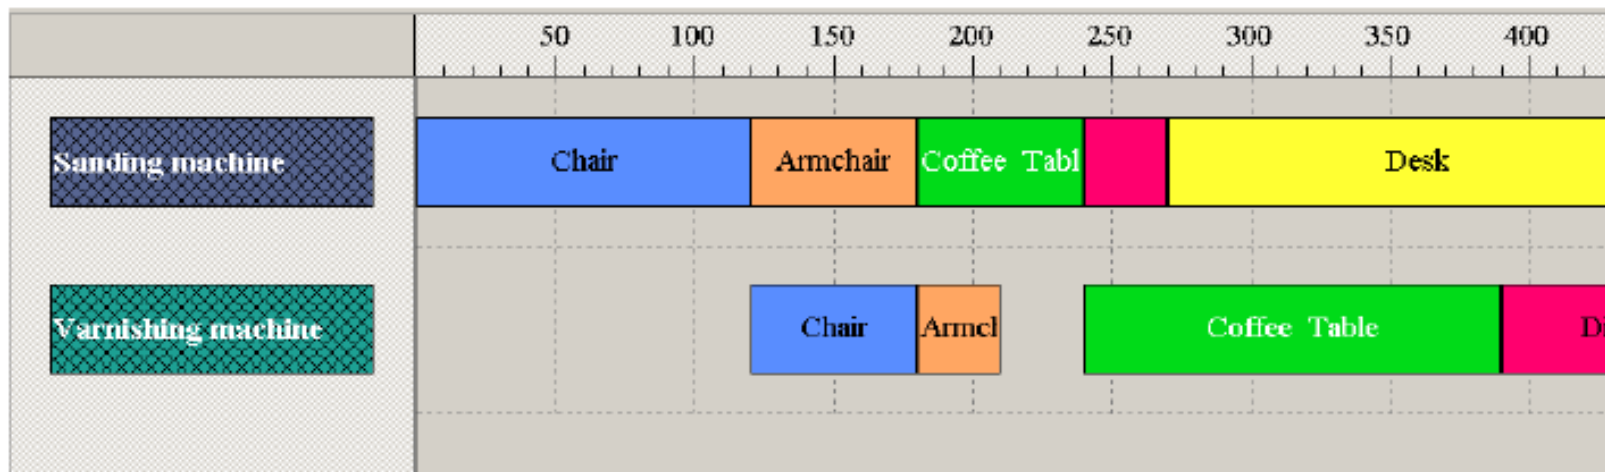 50 100 150 200 250 300 350 400
Sanding machine Chair Armchair Coffee Tabl Desk
Varnishing machine Chair Armcl Coffee Table Di